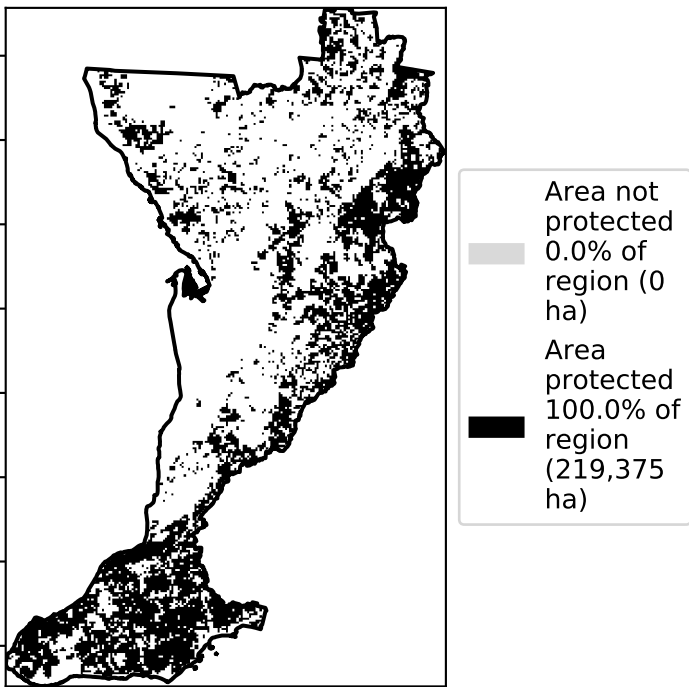 Area not
protected
0.0% of
region (0
ha)
Area
protected
100.0% of
region
(219,375
ha)